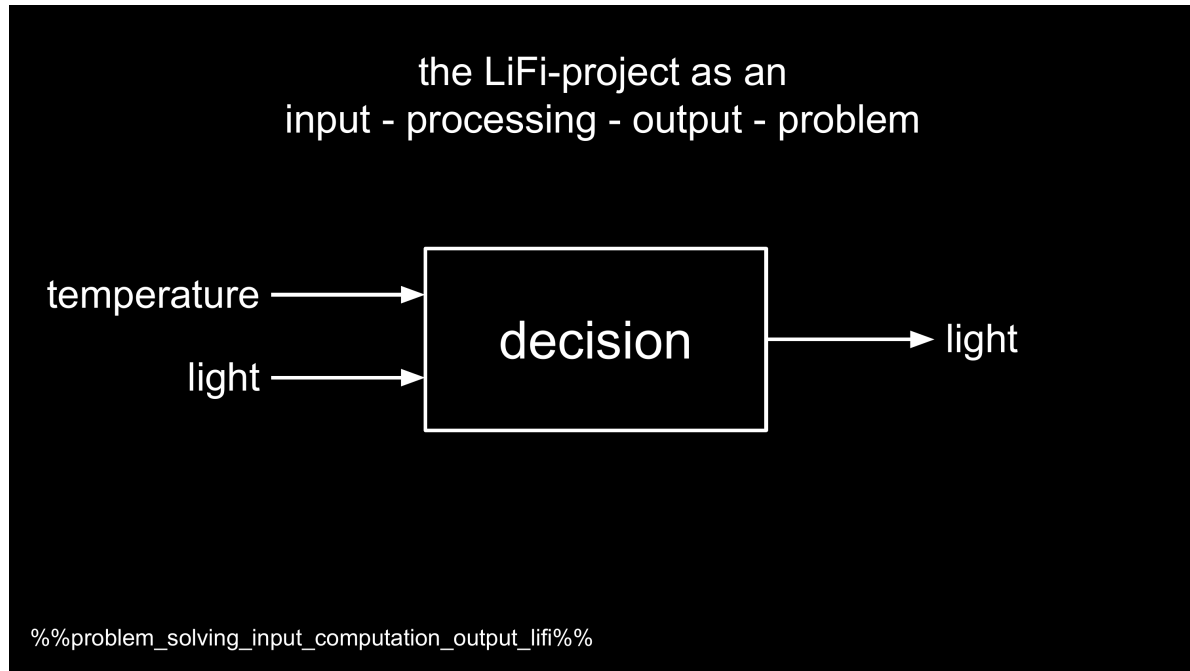 the LiFi-project as an
input - processing - output - problem
temperature
light
decision
light
%%problem_solving_input_computation_output_lifi%%